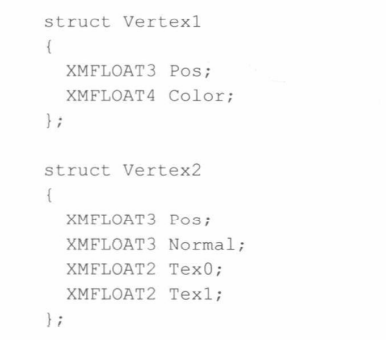 struct Vertex1
{
  XMFLOAT3 Pos;
  XMFLOAT4 Color;
};

struct Vertex2
{
  XMFLOAT3 Pos;
  XMFLOAT3 Normal;
  XMFLOAT2 Tex0;
  XMFLOAT2 Tex1;
};